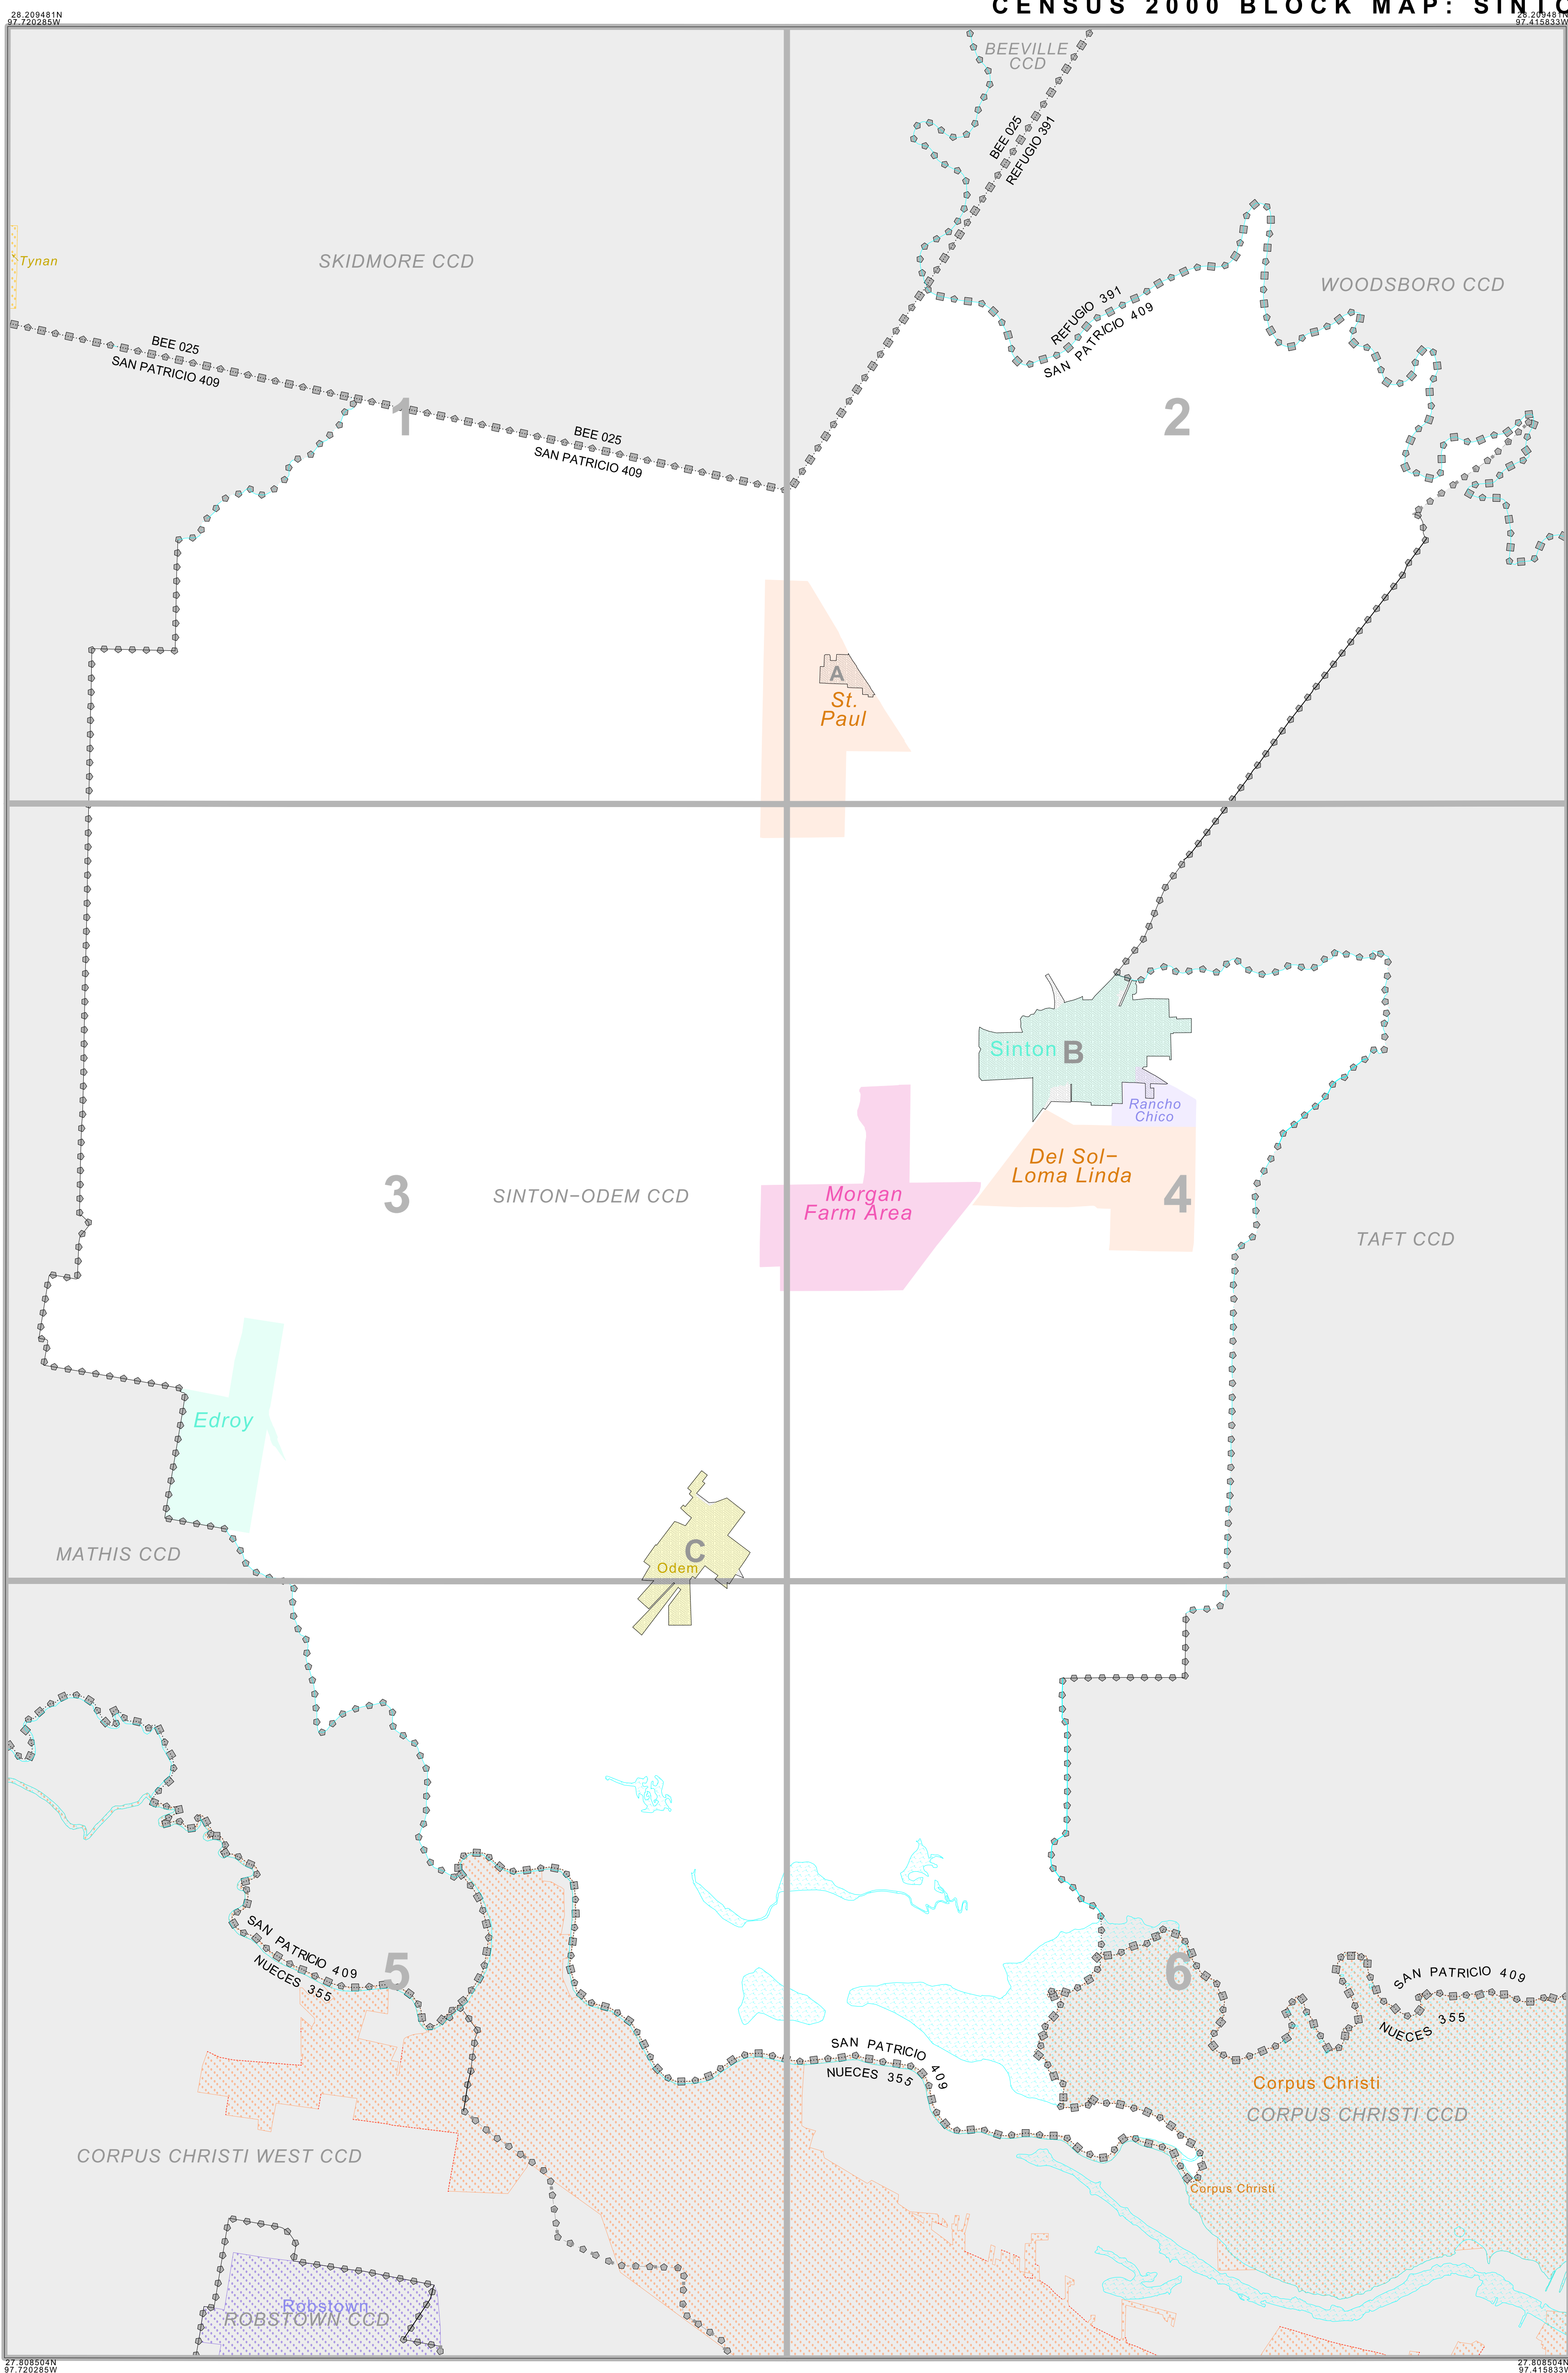 CENSUS 2000 BLOCK MAP: SINTO
28.209481N
97.720285W
28.209481N
97.415833W
BEEVILLE
CCD
BEE 025
REFUGIO 391
Tynan
SKIDMORE CCD
WOODSBORO CCD
REFUGIO 391
SAN PATRICIO 409
BEE 025
SAN PATRICIO 409
1
2
BEE 025
SAN PATRICIO 409
A
St.
Paul
Sinton
B
Rancho
Chico
Del Sol-
Loma Linda
3
SINTON-ODEM CCD
Morgan
Farm Area
4
TAFT CCD
Edroy
MATHIS CCD
C
Odem
SAN PATRICIO 409
NUECES 355
5
6
SAN PATRICIO 409
NUECES 355
SAN PATRICIO 409
NUECES 355
Corpus Christi
CORPUS CHRISTI CCD
CORPUS CHRISTI WEST CCD
Corpus Christi
Robstown
ROBSTOWN CCD
27.808504N
97.720285W
27.808504N
97.415833W